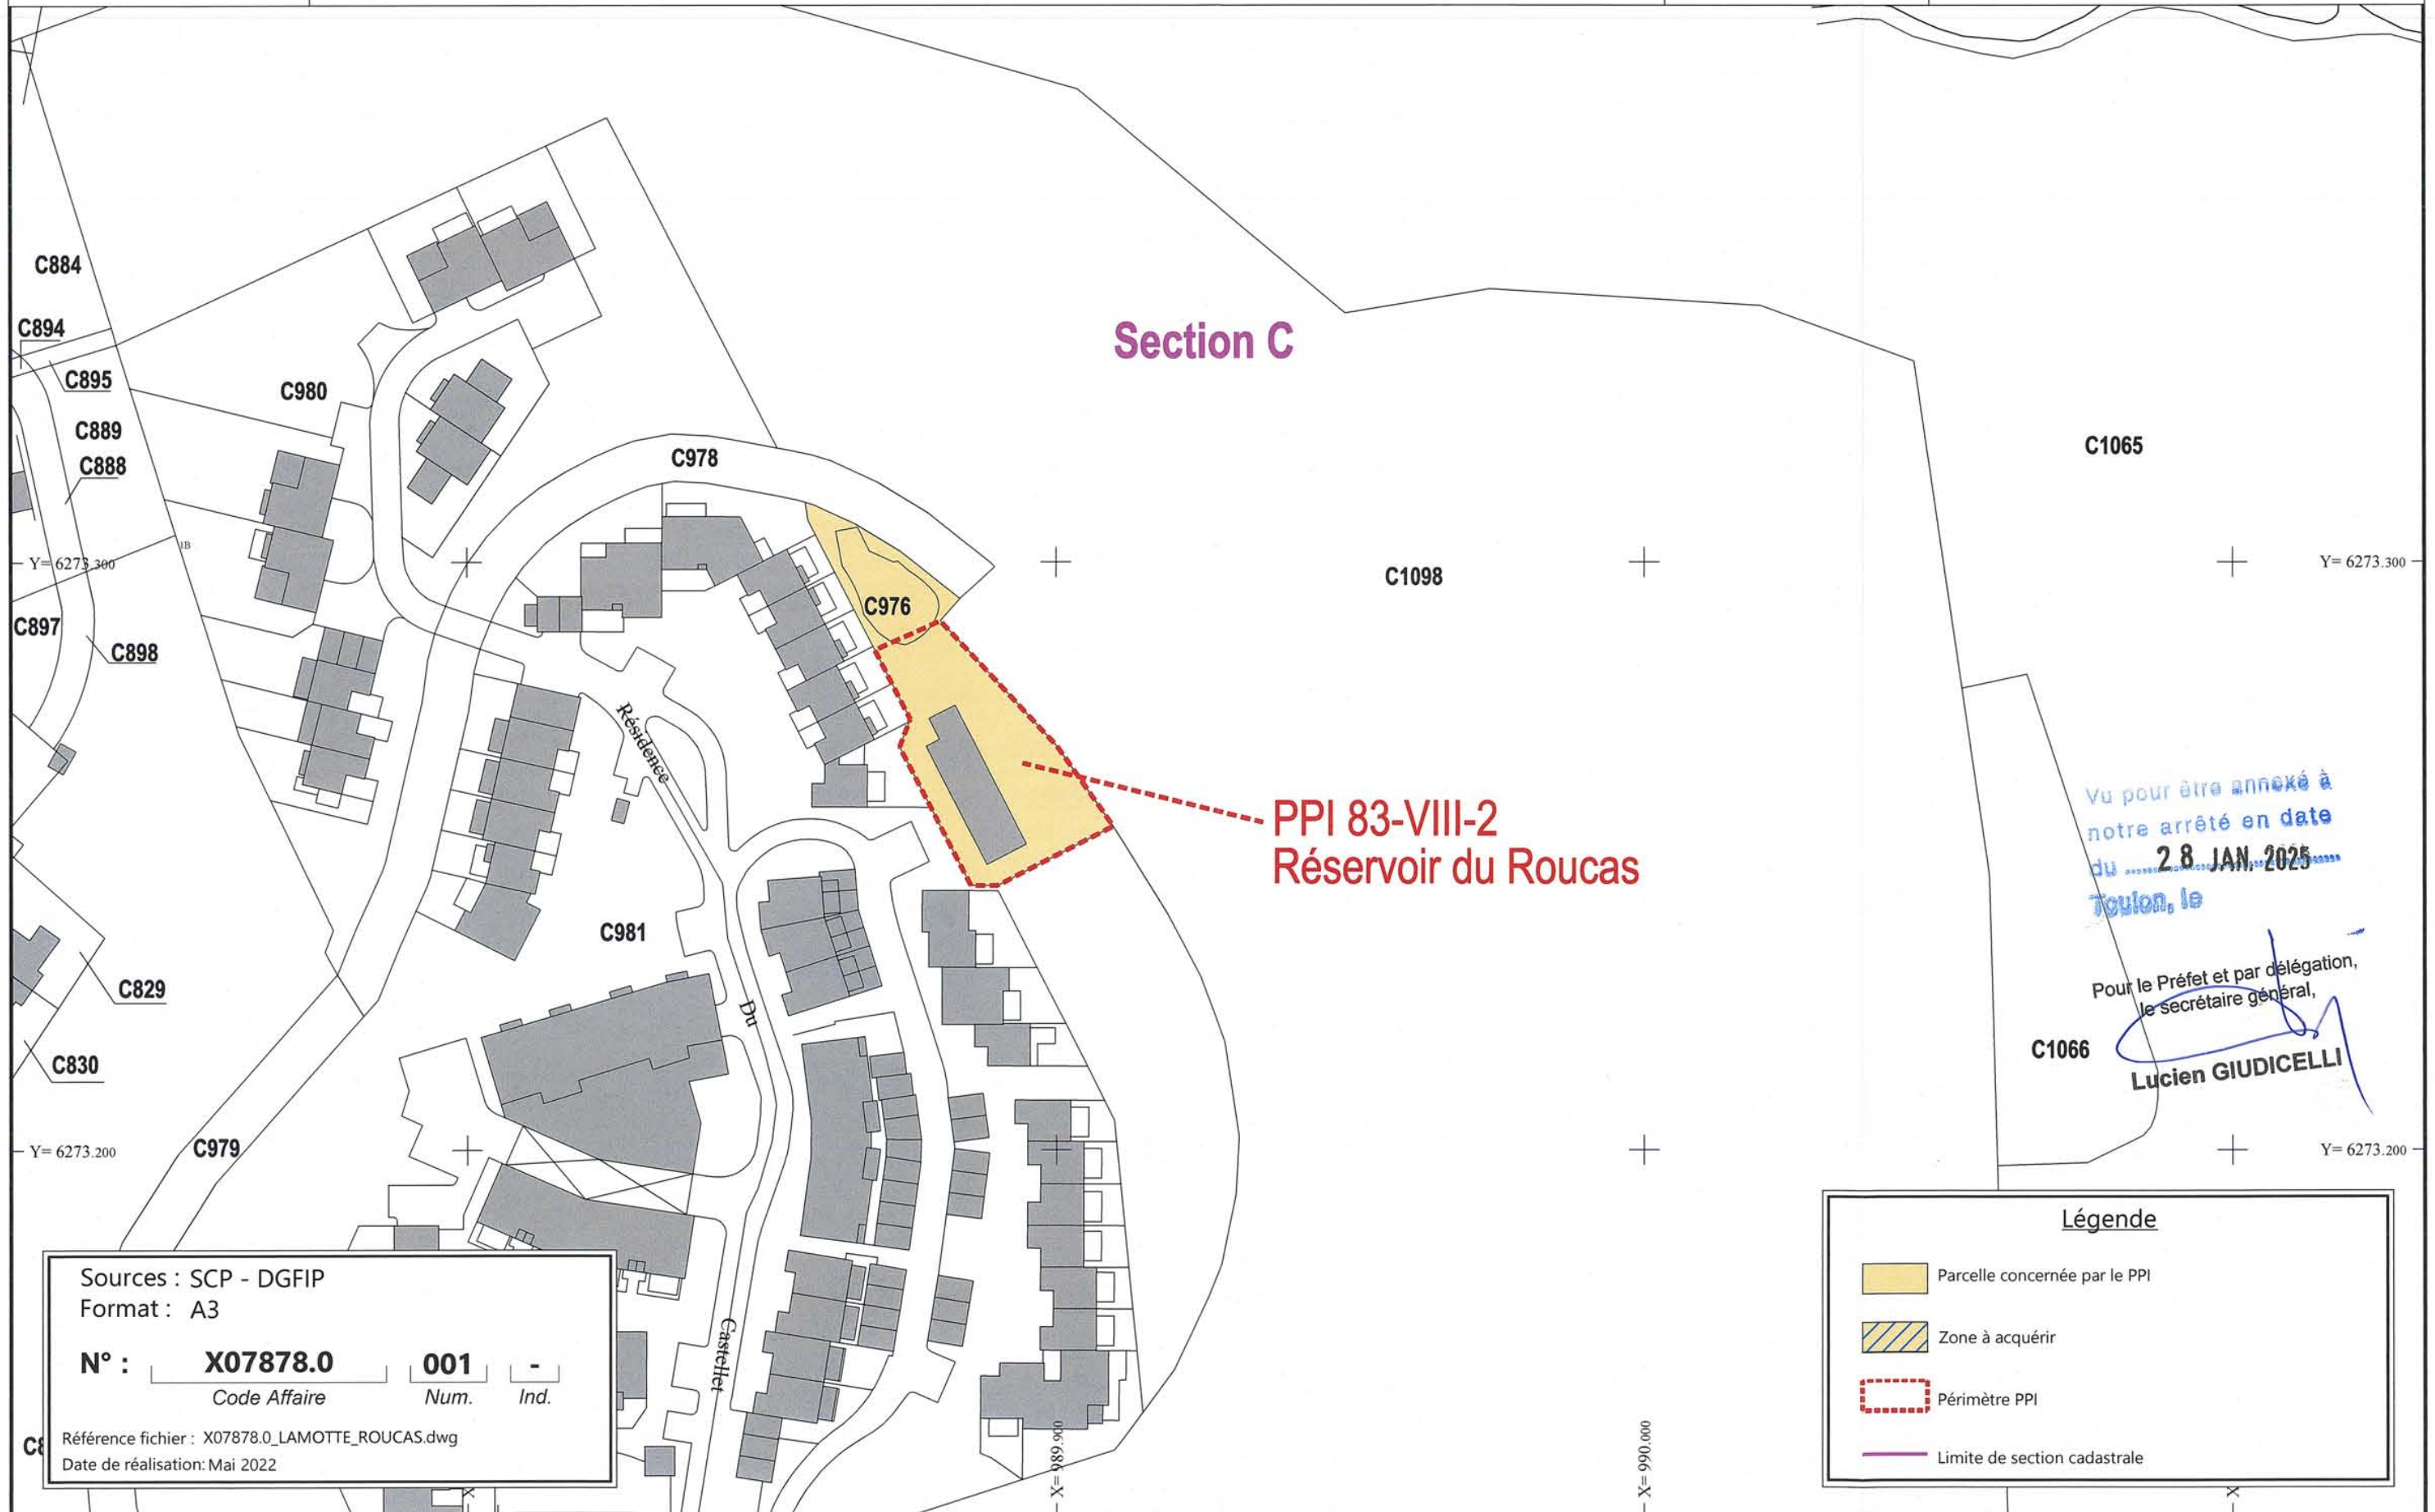 C884
C894
C895
C980
C889
C888
C978
Section C
C1065
1B
Y= 6273.300
C897
C898
C976
C1098
Y= 6273.300
Résidence
PPI 83-VIII-2
Réservoir du Roucas
Vu pour être annexé à
notre arrêté en date
du 28 JAN. 2025
Toulon, le
Pour le Préfet et par délégation,
le secrétaire général,
Lucien GIUDICELLI
C981
C829
Du
C830
C1066
C979
Y= 6273.200
Y= 6273.200
Castellet
X= 989.900
X= 990.000
X
X
Sources : SCP - DGFIP
Format : A3
N° : X07878.0 001 -
Code Affaire Num. Ind.
Référence fichier : X07878.0_LAMOTTE_ROUCAS.dwg
Date de réalisation: Mai 2022
Légende
Parcelle concernée par le PPI
Zone à acquérir
Périmètre PPI
Limite de section cadastrale